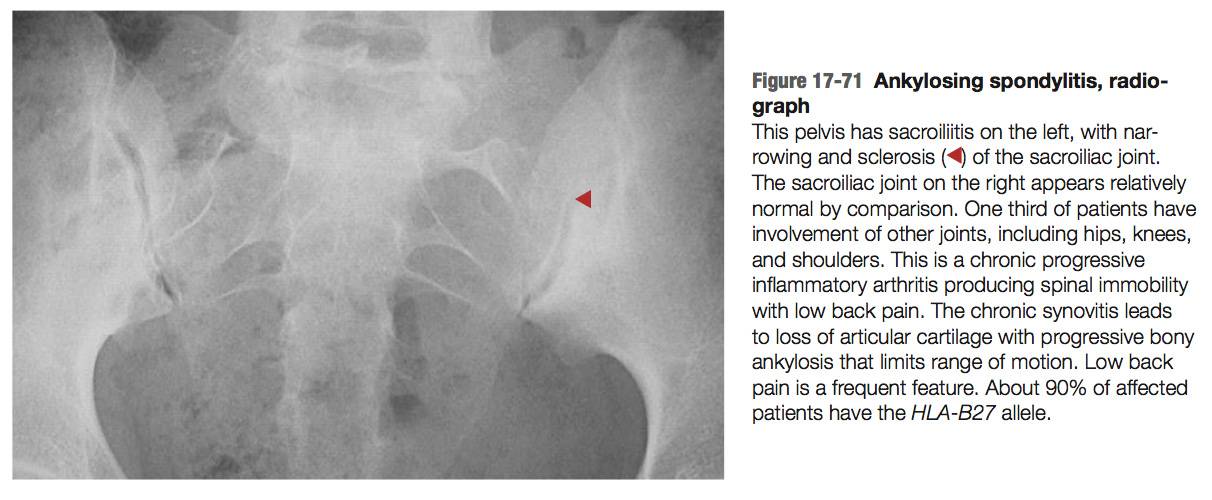 Figure 17-71 Ankylosing spondylitis, radio-
graph
This pelvis has sacroiliitis on the left, with nar-
rowing and sclerosis (◀) of the sacroiliac joint.
The sacroiliac joint on the right appears relatively
normal by comparison. One third of patients have
involvement of other joints, including hips, knees,
and shoulders. This is a chronic progressive
inflammatory arthritis producing spinal immobility
with low back pain. The chronic synovitis leads
to loss of articular cartilage with progressive bony
ankylosis that limits range of motion. Low back
pain is a frequent feature. About 90% of affected
patients have the HLA-B27 allele.